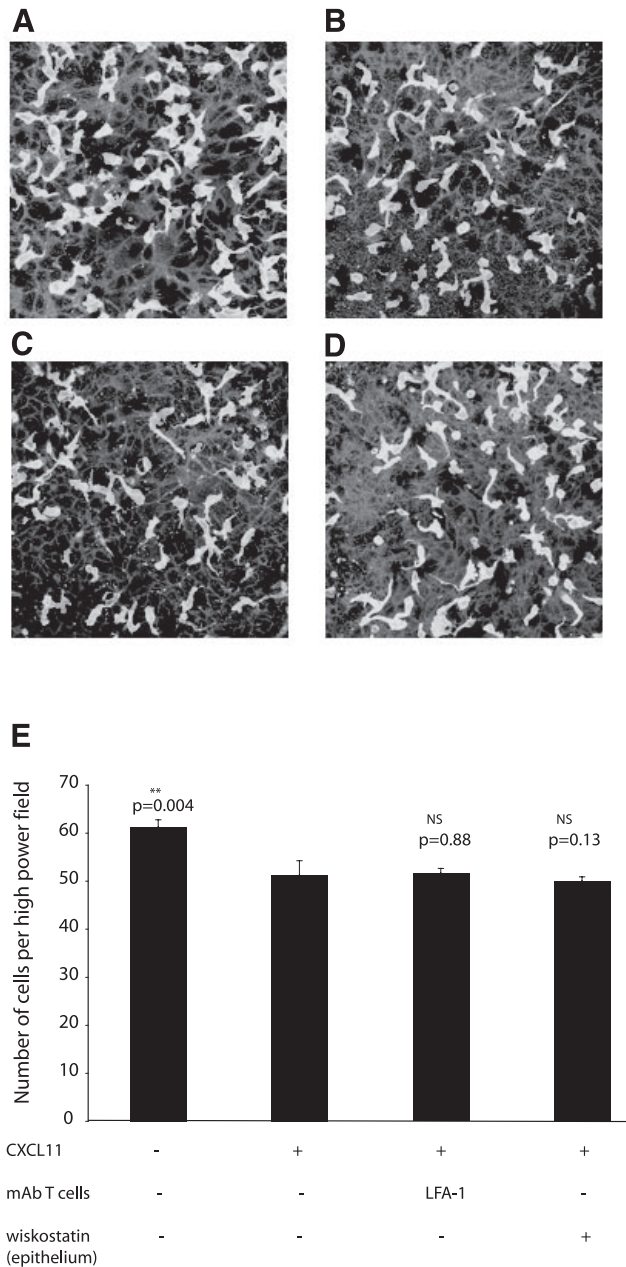 A B
C D
E
Number of cells per high power field
70
60
50
40
30
20
10
0
**
p=0.004
NS
p=0.88
NS
p=0.13
CXCL11 - + + +
mAb T cells - - LFA-1 -
wiskostatin - - - +
(epithelium)